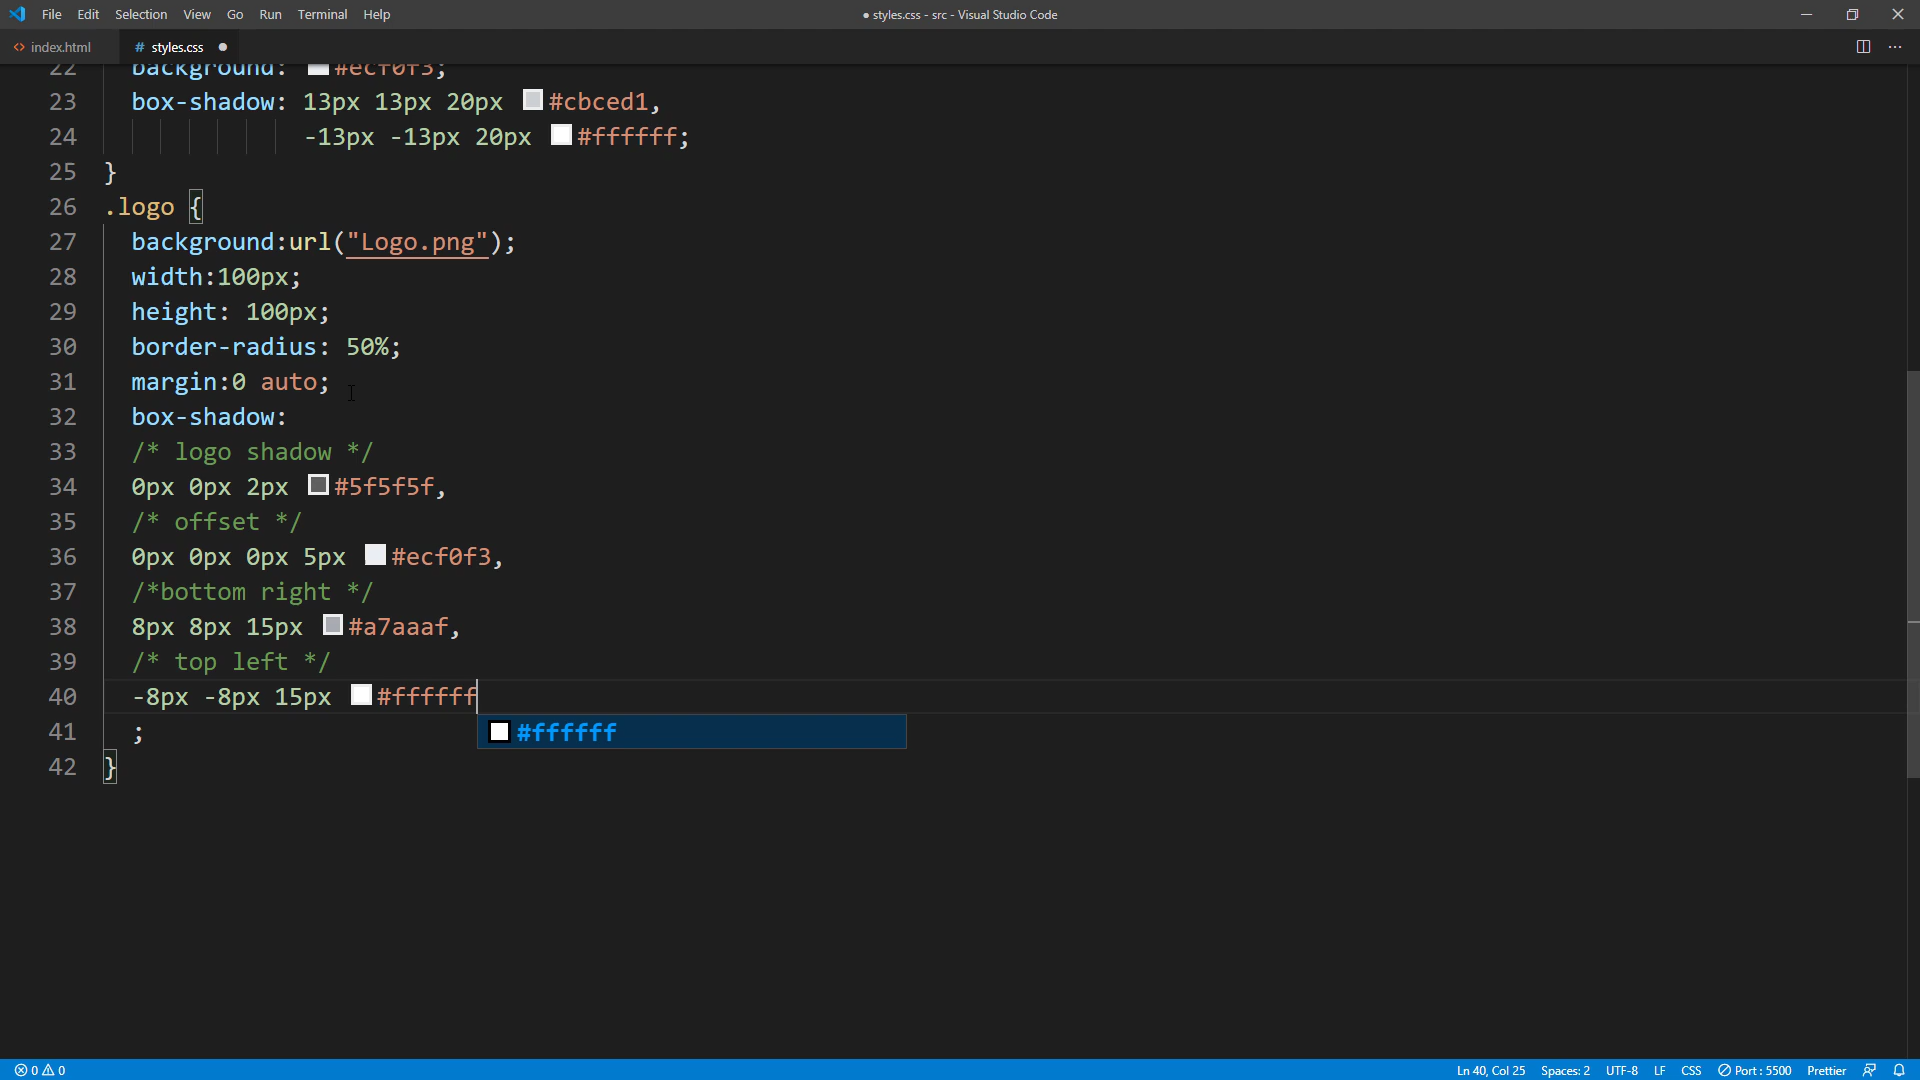 File Edit Selection View Go Run Terminal Help
● styles.css - src - Visual Studio Code
<> index.html
# styles.css ●
22 background: #ecf0f3;
23 box-shadow: 13px 13px 20px #cbced1,
24 -13px -13px 20px #ffffff;
25 }
26 .logo {
27 background:url("Logo.png");
28 width:100px;
29 height: 100px;
30 border-radius: 50%;
31 margin:0 auto;
32 box-shadow:
33 /* logo shadow */
34 0px 0px 2px #5f5f5f,
35 /* offset */
36 0px 0px 0px 5px #ecf0f3,
37 /*bottom right */
38 8px 8px 15px #a7aaaf,
39 /* top left */
40 -8px -8px 15px #ffffff
#ffffff
41 ;
42 }
0 0 Ln 40, Col 25 Spaces: 2 UTF-8 LF CSS Port : 5500 Prettier